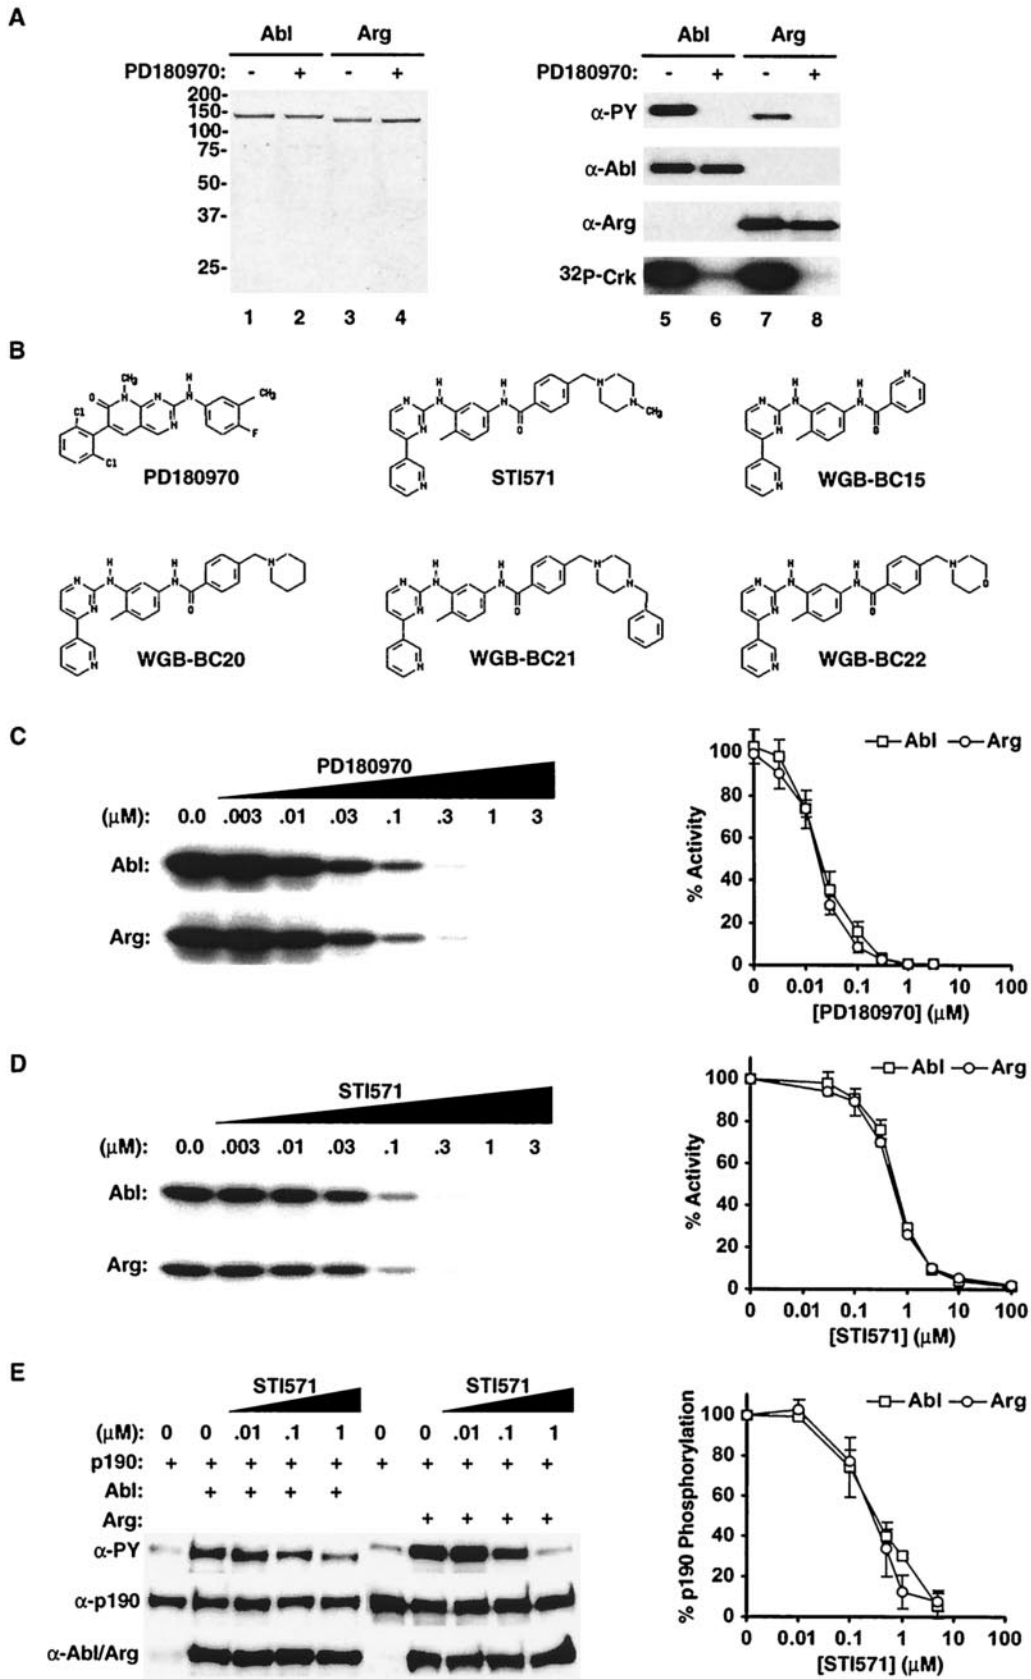 A
Abl Arg
PD180970: - + - +
200-
150-
100-
75-
50-
37-
25-
1 2 3 4
Abl Arg
PD180970: - + - +
α-PY
α-Abl
α-Arg
32P-Crk
5 6 7 8
B
PD180970
STI571
WGB-BC15
WGB-BC20
WGB-BC21
WGB-BC22
C
PD180970
(μM): 0.0 .003 .01 .03 .1 .3 1 3
Abl:
Arg:
Abl Arg
% Activity
100
80
60
40
20
0
0 0.01 0.1 1 10 100
[PD180970] (μM)
D
STI571
(μM): 0.0 .003 .01 .03 .1 .3 1 3
Abl:
Arg:
Abl Arg
% Activity
100
80
60
40
20
0
0 0.01 0.1 1 10 100
[STI571] (μM)
E
STI571 STI571
(μM): 0 0 .01 .1 1 0 0 .01 .1 1
p190: + + + + + + + + + +
Abl: + + + +
Arg: + + + +
α-PY
α-p190
α-Abl/Arg
Abl Arg
% p190 Phosphorylation
100
80
60
40
20
0
0 0.01 0.1 1 10 100
[STI571] (μM)